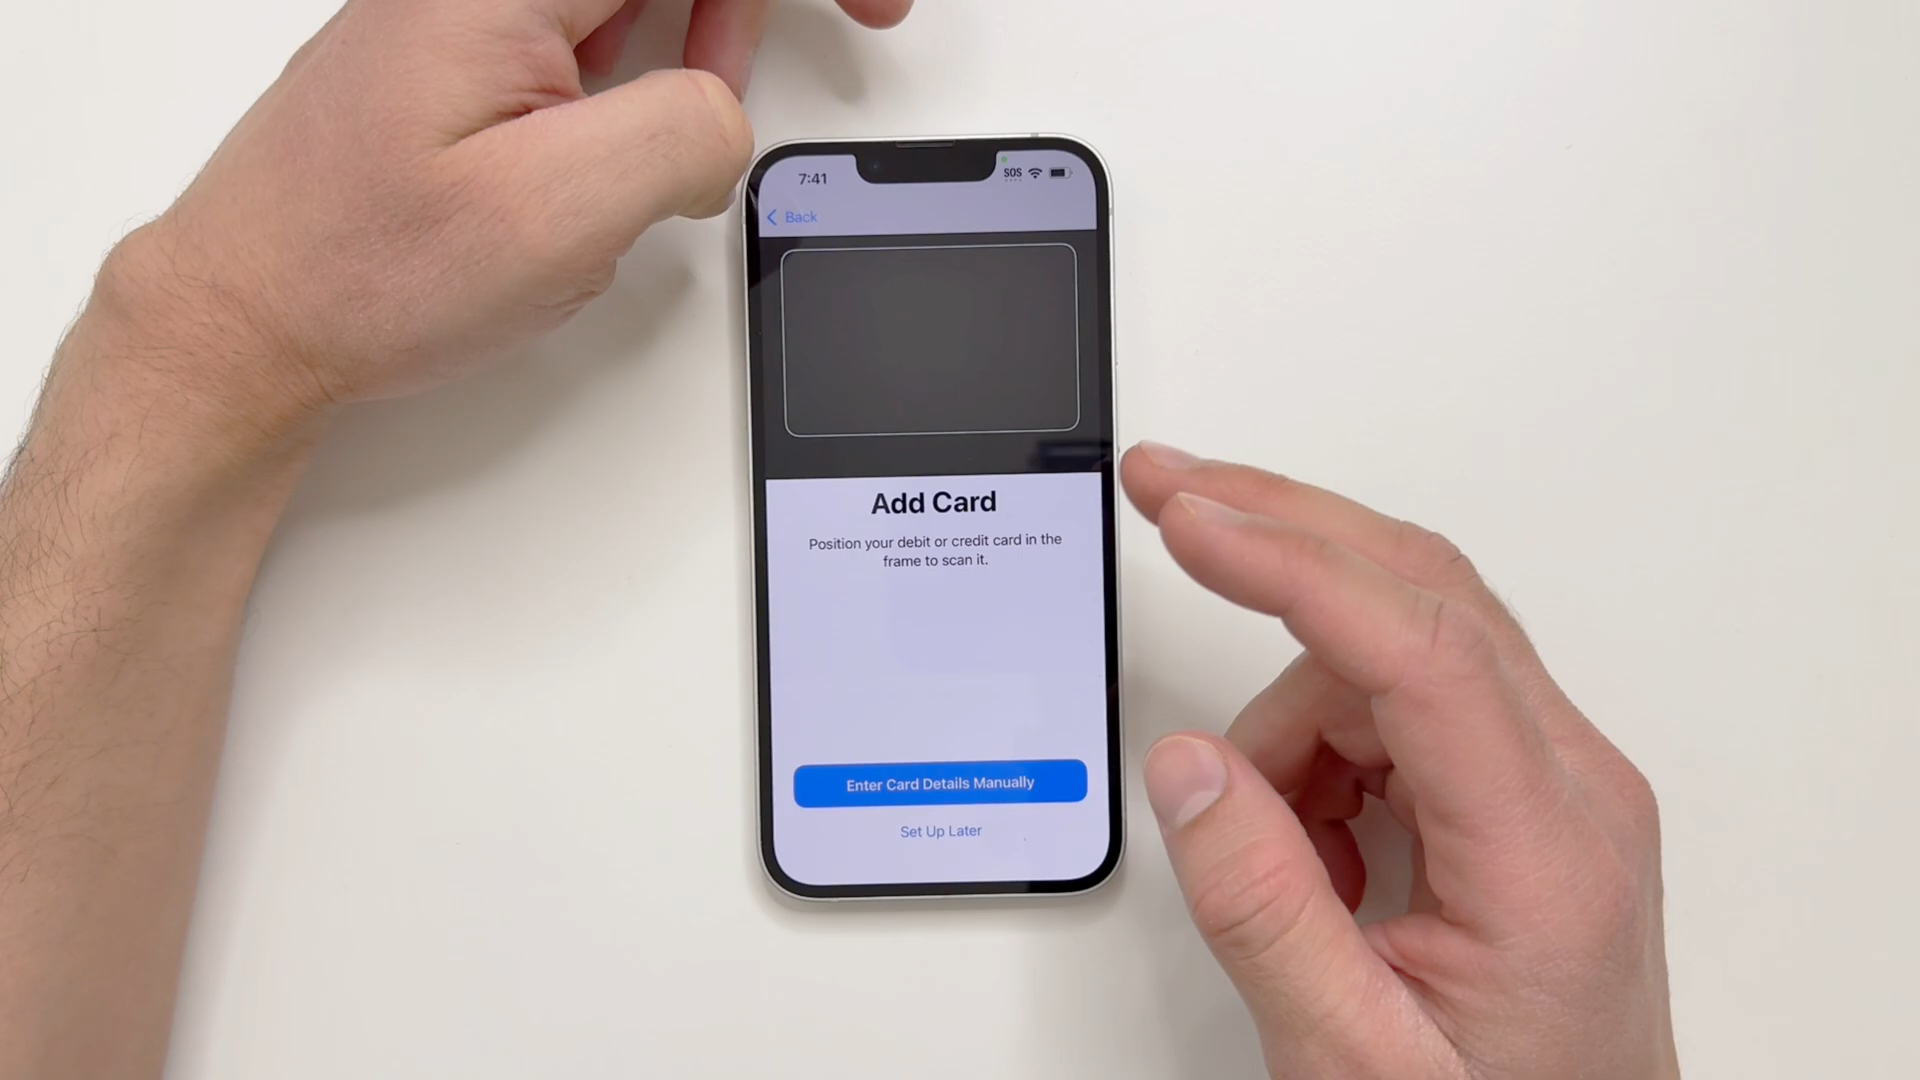 7:41
SOS
Back
Add Card
Position your debit or credit card in the
frame to scan it.
Enter Card Details Manually
Set Up Later